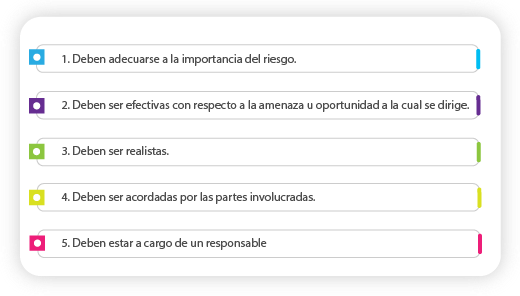 1. Deben adecuarse a la importancia del riesgo.
2. Deben ser efectivas con respecto a la amenaza u oportunidad a la cual se dirige.
3. Deben ser realistas.
4. Deben ser acordadas por las partes involucradas.
5. Deben estar a cargo de un responsable